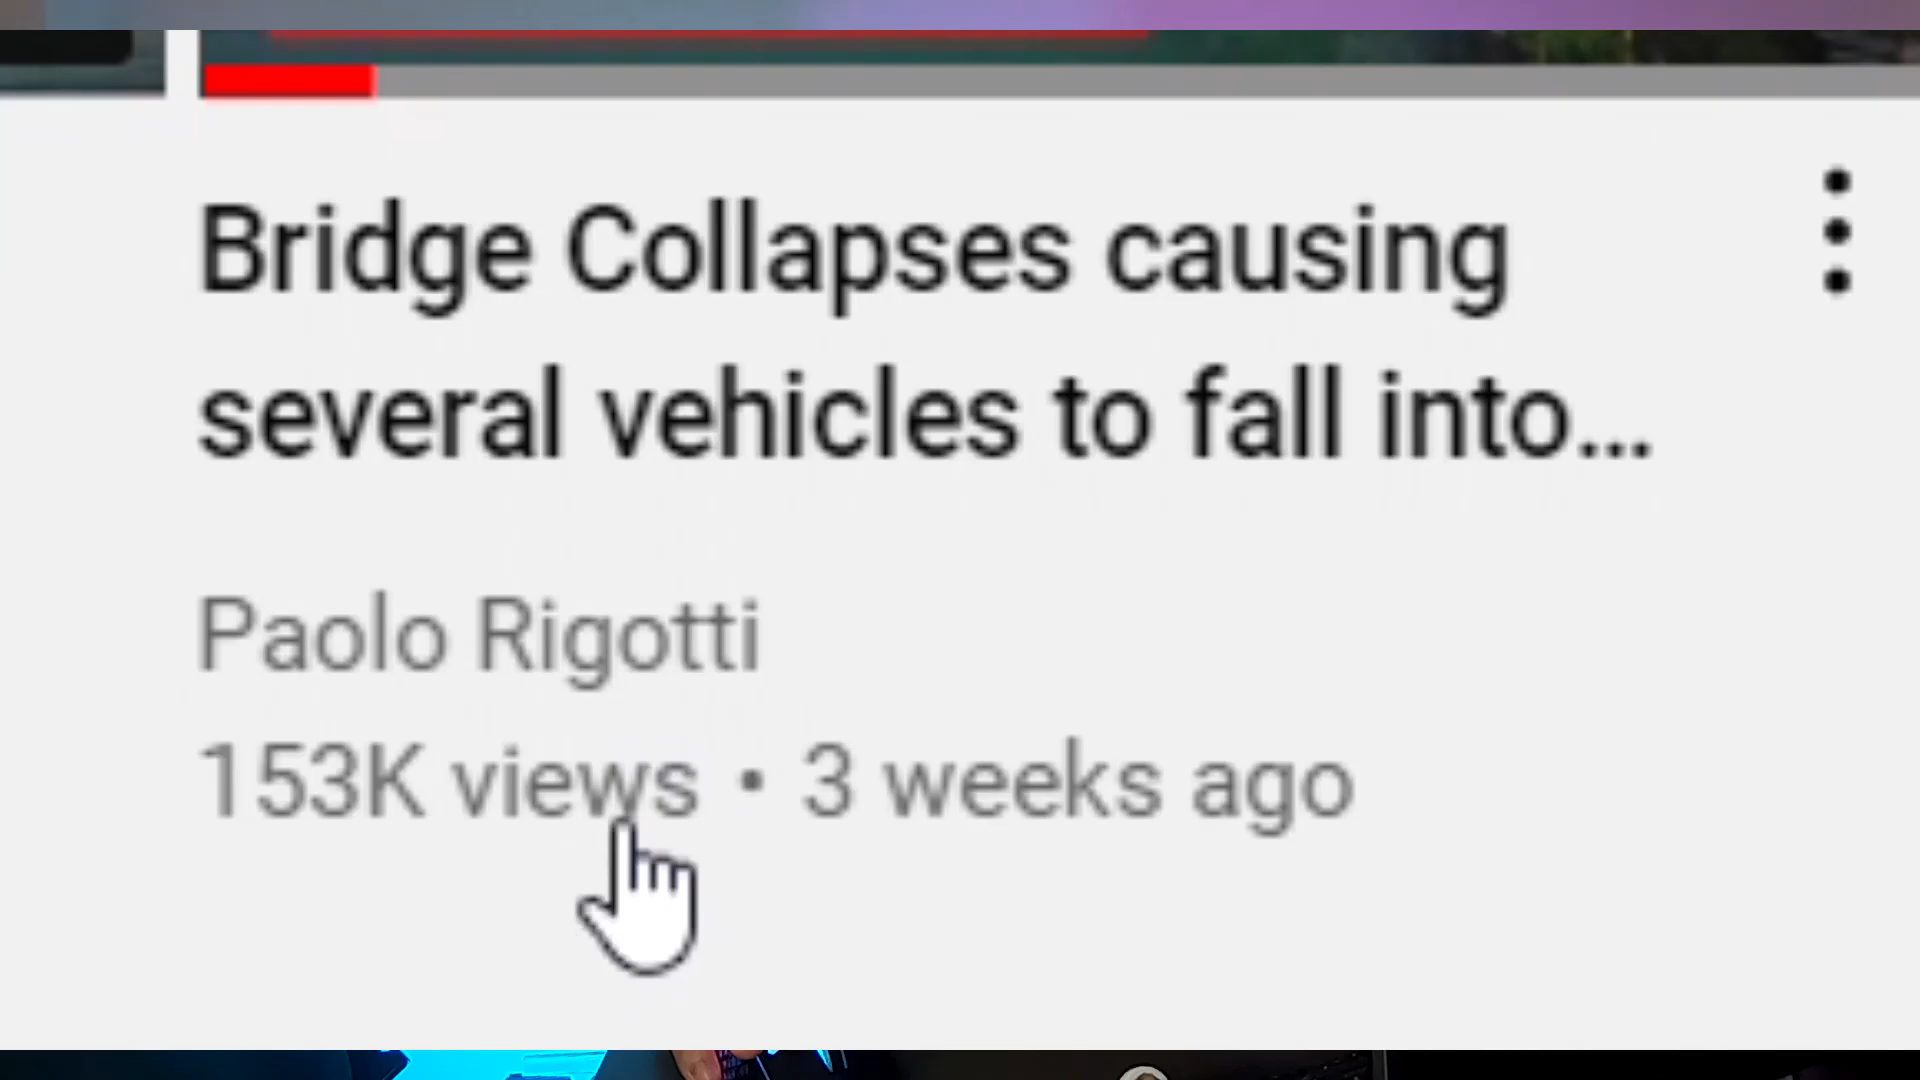 Bridge Collapses causing
several vehicles to fall into...
Paolo Rigotti
153K views • 3 weeks ago